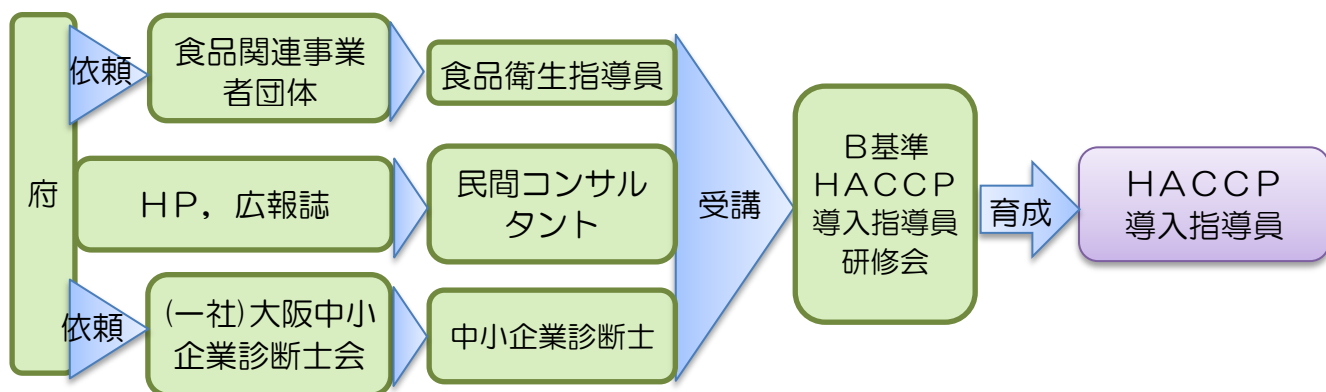 府
依頼
食品関連事業
者団体
食品衛生指導員
HP，広報誌
民間コンサル
タント
依頼
(一社)大阪中小
企業診断士会
中小企業診断士
受講
B基準
HACCP
導入指導員
研修会
育成
HACCP
導入指導員